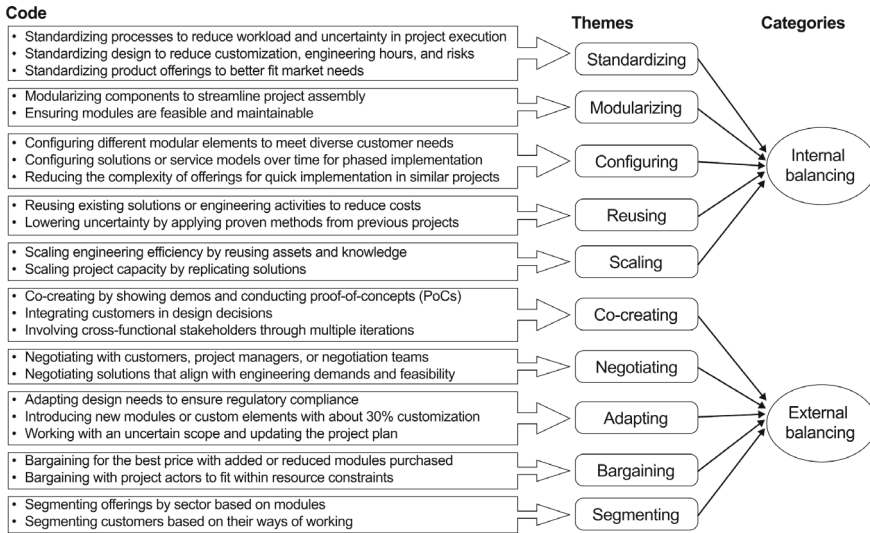 Code
Themes
Categories
• Standardizing processes to reduce workload and uncertainty in project execution
• Standardizing design to reduce customization, engineering hours, and risks
• Standardizing product offerings to better fit market needs
Standardizing
• Modularizing components to streamline project assembly
• Ensuring modules are feasible and maintainable
Modularizing
• Configuring different modular elements to meet diverse customer needs
• Configuring solutions or service models over time for phased implementation
• Reducing the complexity of offerings for quick implementation in similar projects
Configuring
Internal
balancing
• Reusing existing solutions or engineering activities to reduce costs
• Lowering uncertainty by applying proven methods from previous projects
Reusing
• Scaling engineering efficiency by reusing assets and knowledge
• Scaling project capacity by replicating solutions
Scaling
• Co-creating by showing demos and conducting proof-of-concepts (PoCs)
• Integrating customers in design decisions
• Involving cross-functional stakeholders through multiple iterations
Co-creating
• Negotiating with customers, project managers, or negotiation teams
• Negotiating solutions that align with engineering demands and feasibility
Negotiating
• Adapting design needs to ensure regulatory compliance
• Introducing new modules or custom elements with about 30% customization
• Working with an uncertain scope and updating the project plan
Adapting
External
balancing
• Bargaining for the best price with added or reduced modules purchased
• Bargaining with project actors to fit within resource constraints
Bargaining
• Segmenting offerings by sector based on modules
• Segmenting customers based on their ways of working
Segmenting